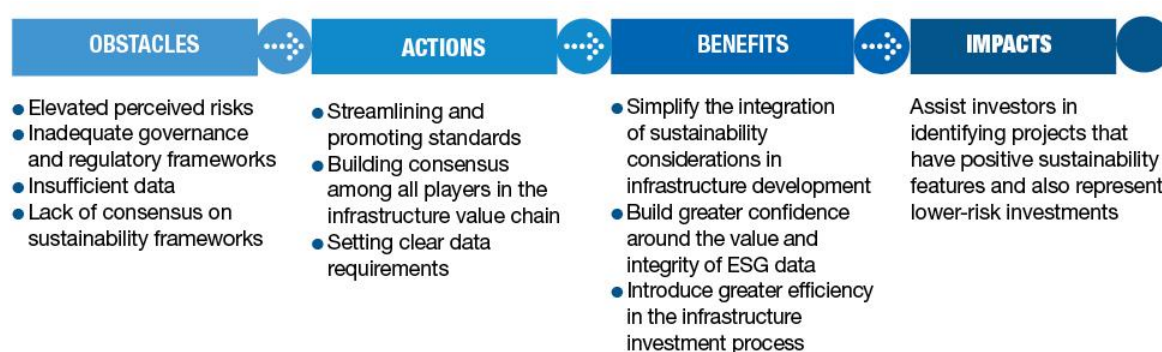 OBSTACLES
ACTIONS
BENEFITS
IMPACTS
● Elevated perceived risks
● Inadequate governance
and regulatory frameworks
● Insufficient data
● Lack of consensus on
sustainability frameworks
● Streamlining and
promoting standards
● Building consensus
among all players in the
infrastructure value chain
● Setting clear data
requirements
● Simplify the integration
of sustainability
considerations in
infrastructure development
● Build greater confidence
around the value and
integrity of ESG data
● Introduce greater efficiency
in the infrastructure
investment process
Assist investors in
identifying projects that
have positive sustainability
features and also represent
lower-risk investments